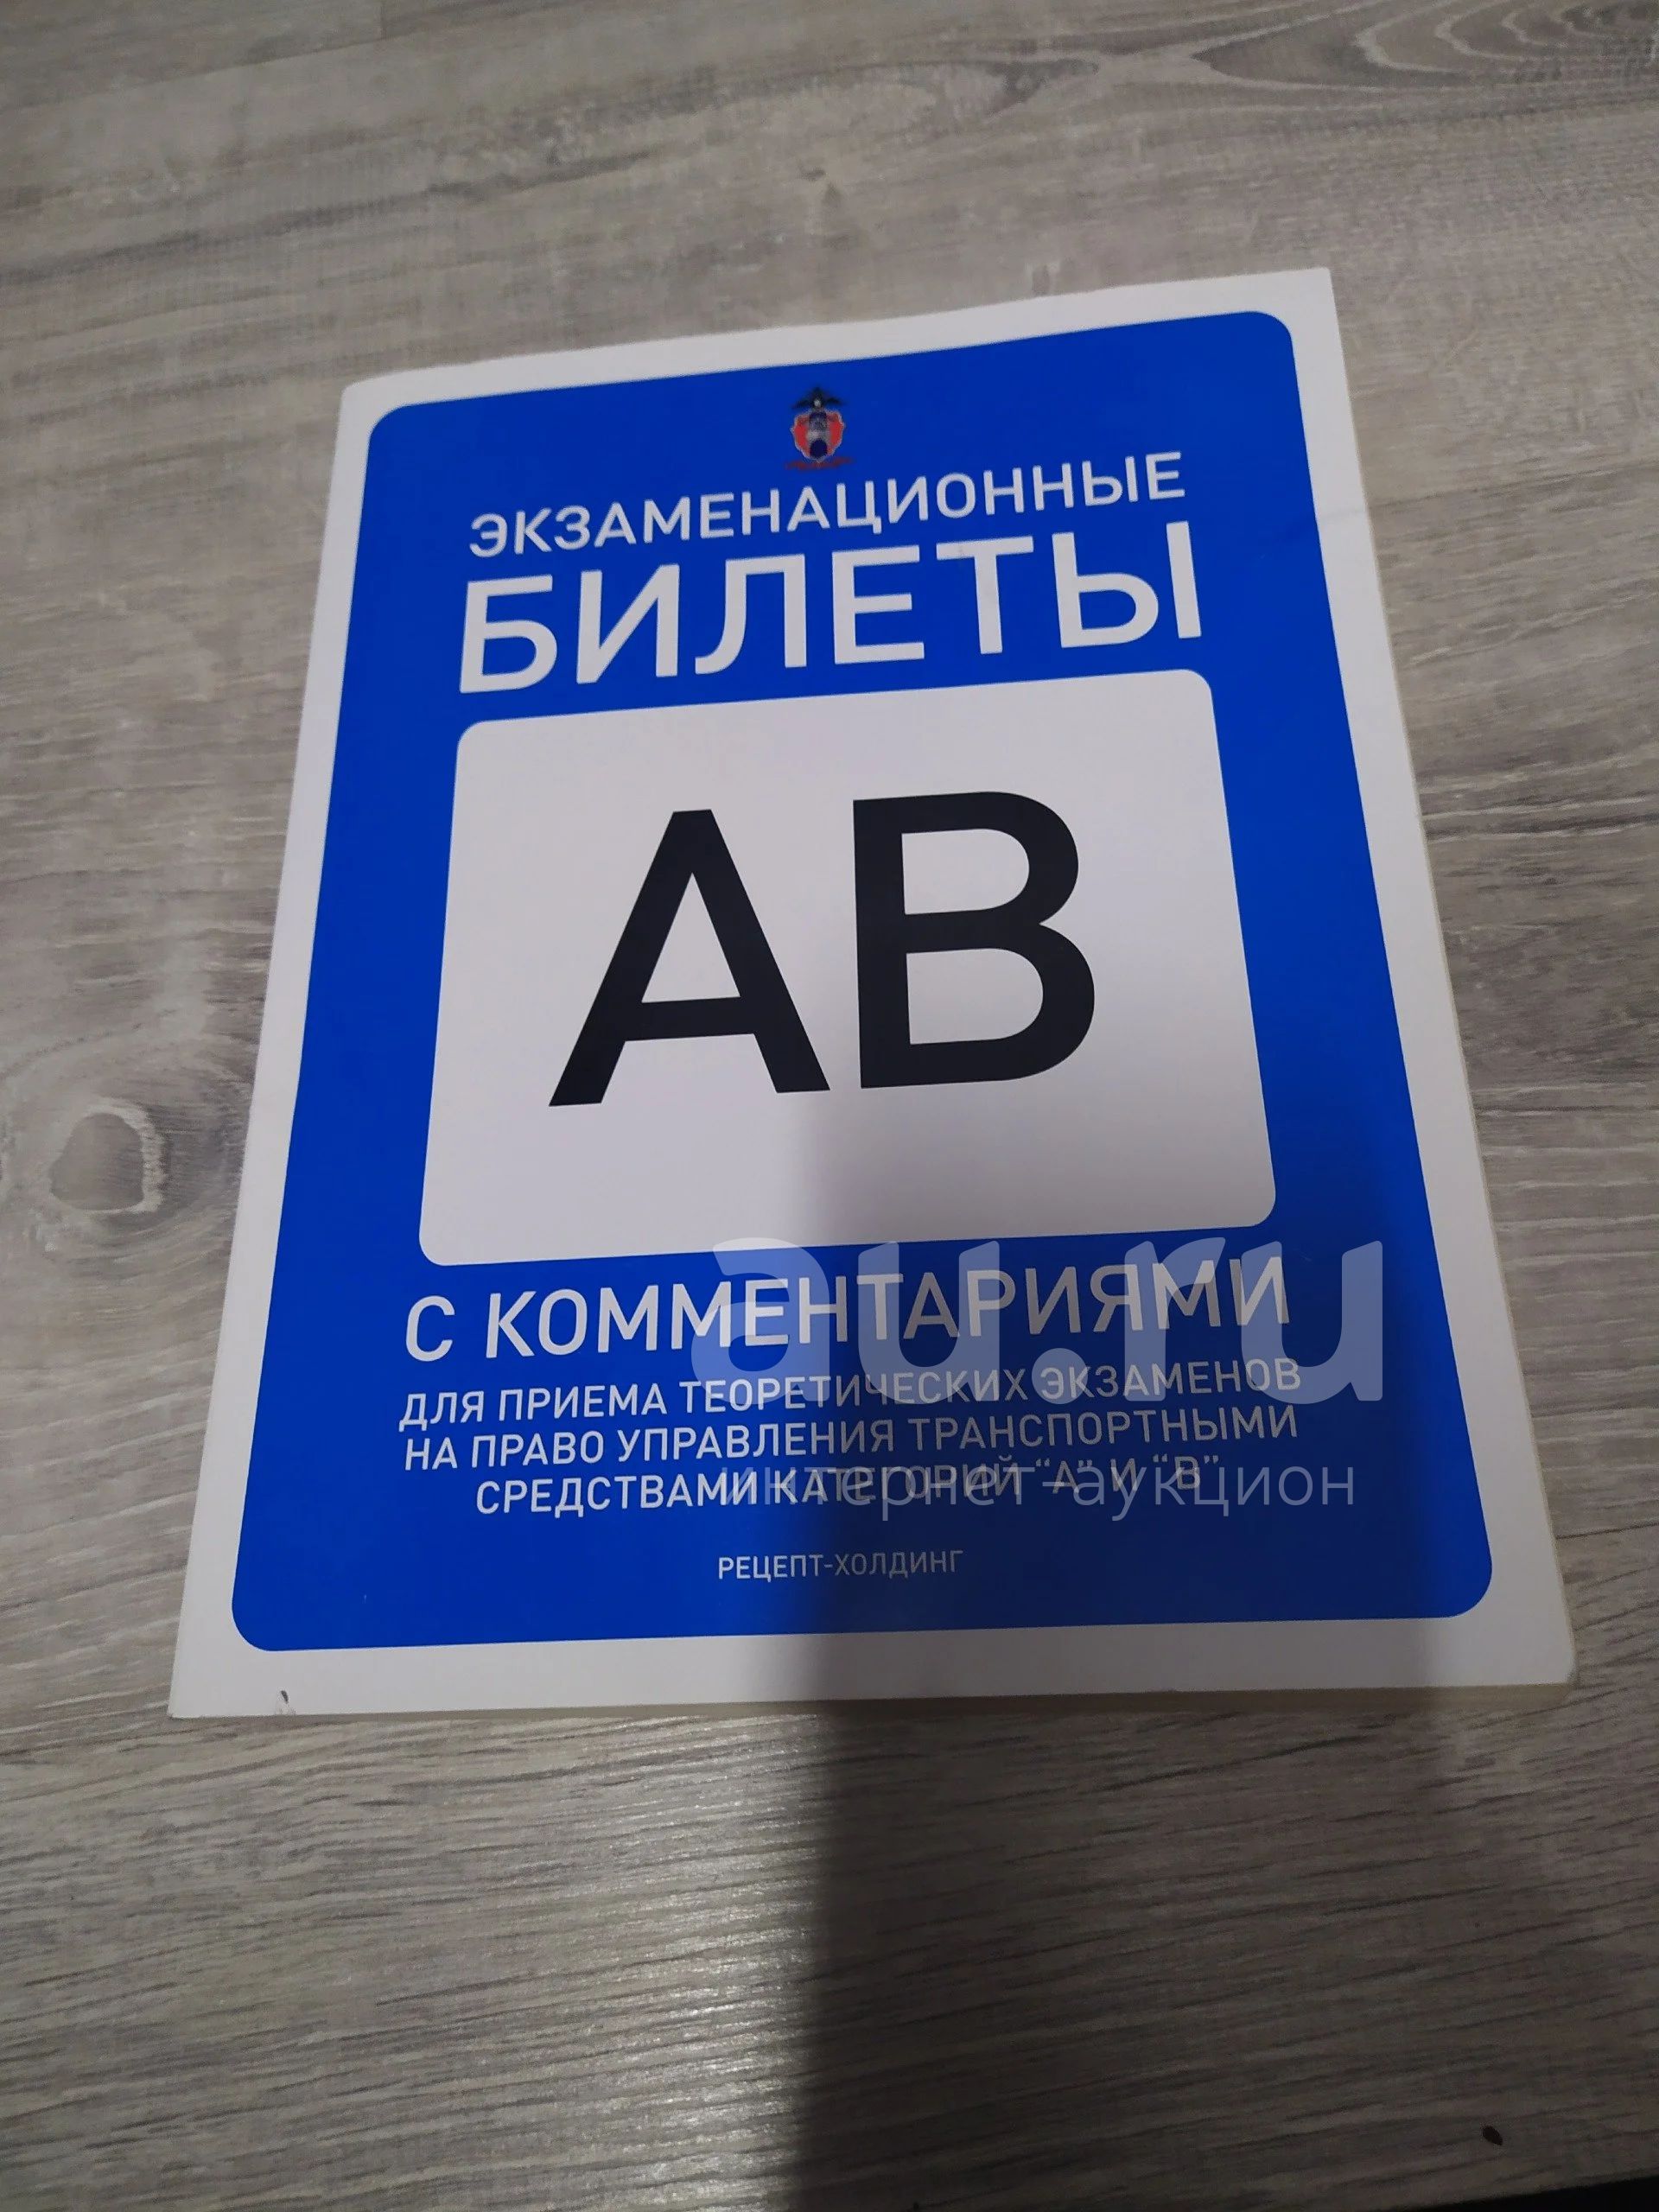 ЭКЗАМЕНАЦИОННЫЕ
БИЛЕТЫ
АВ
С КОММЕНТАРИЯМИ
ДЛЯ ПРИЕМА ТЕОРЕТИЧЕСКИХ ЭКЗАМЕНОВ
НА ПРАВО УПРАВЛЕНИЯ ТРАНСПОРТНЫМИ
СРЕДСТВАМИ КАТЕГОРИЙ "А" И "В"
РЕЦЕПТ-ХОЛДИНГ
au.ru
интернет-аукцион